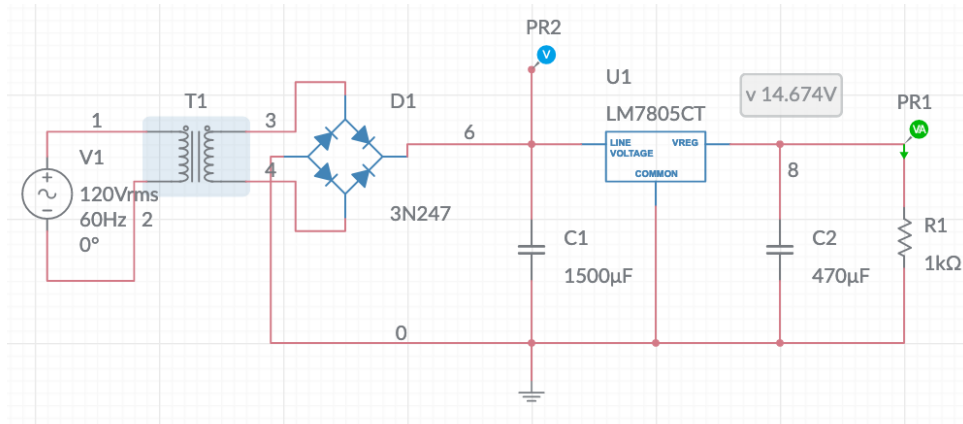 PR2
V
U1
v 14.674V
T1
D1
LM7805CT
PR1
VA
1
3
6
LINE
VOLTAGE
VREG
COMMON
V1
4
8
120Vrms
60Hz
2
0°
3N247
C1
1500μF
C2
470μF
R1
1kΩ
0